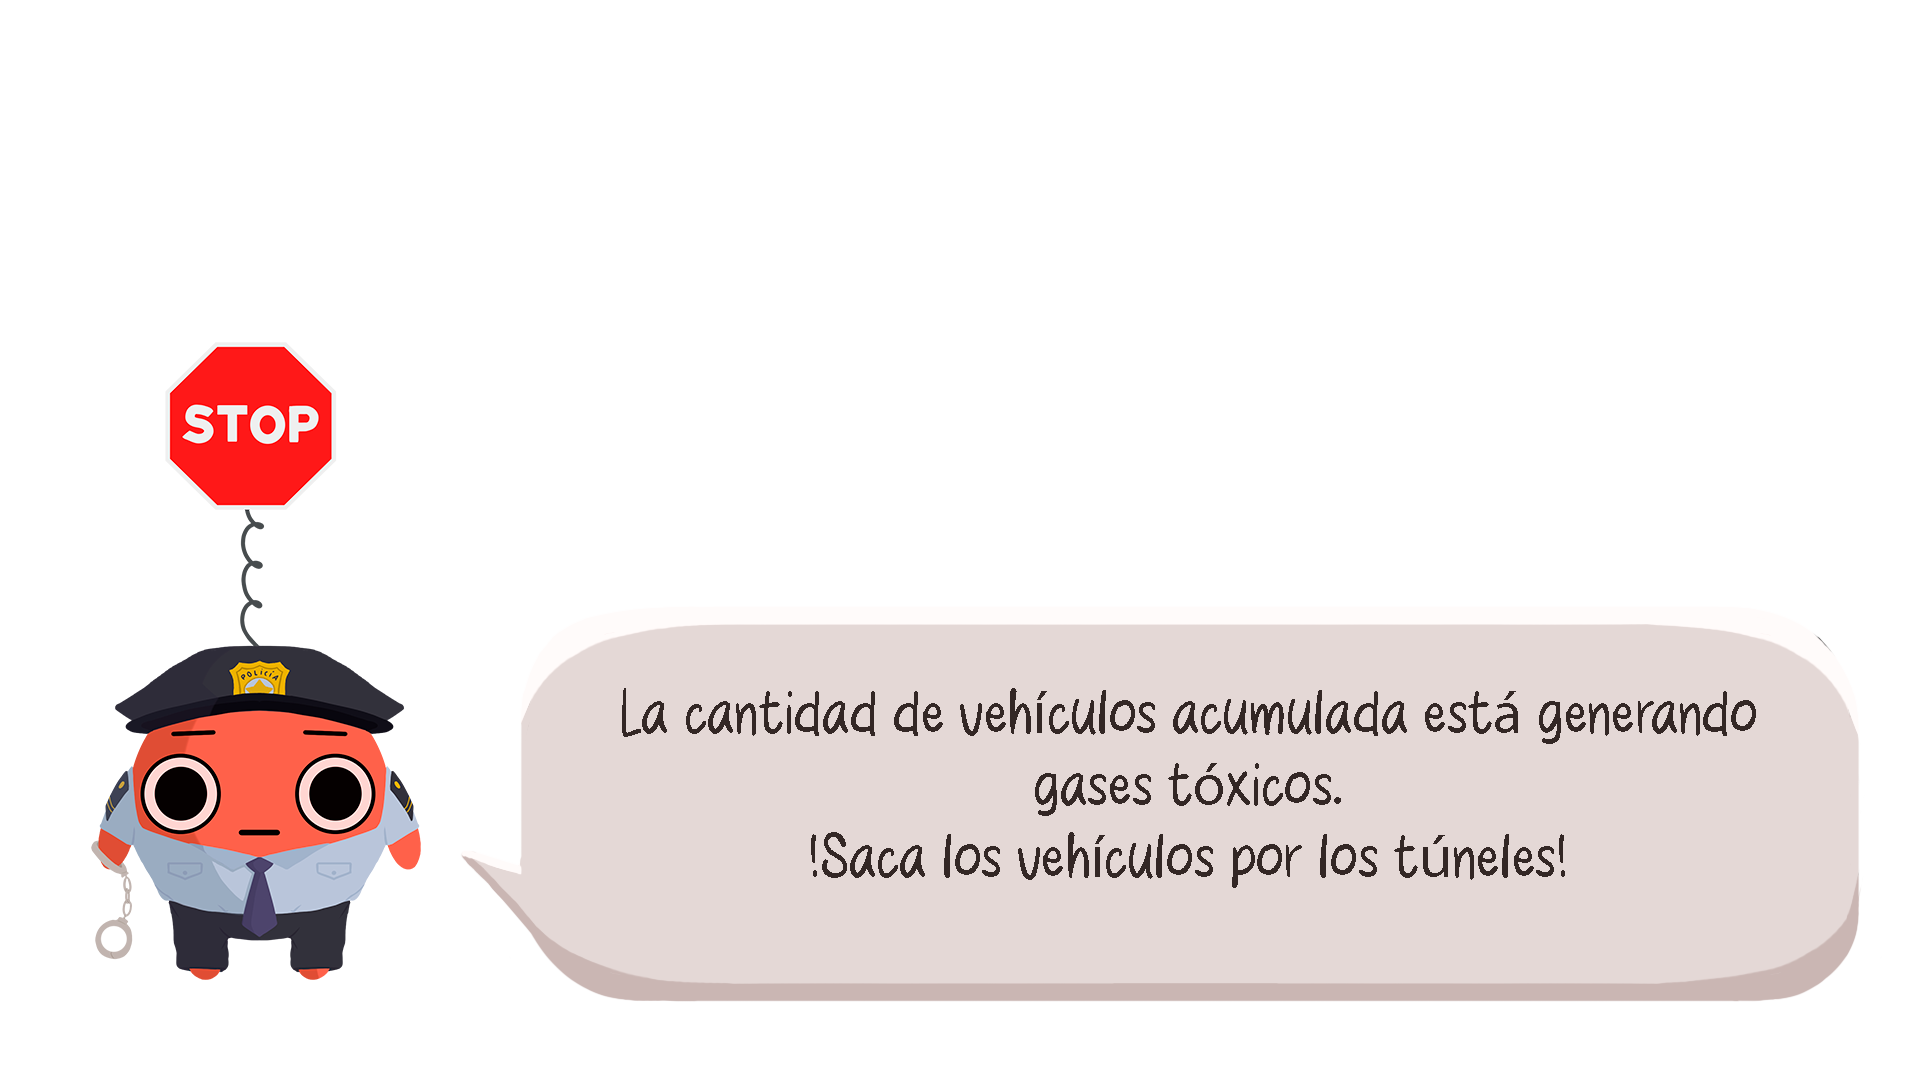 STOP
POLICÍA
La cantidad de vehículos acumulada está generando
gases tóxicos.
!Saca los vehículos por los túneles!